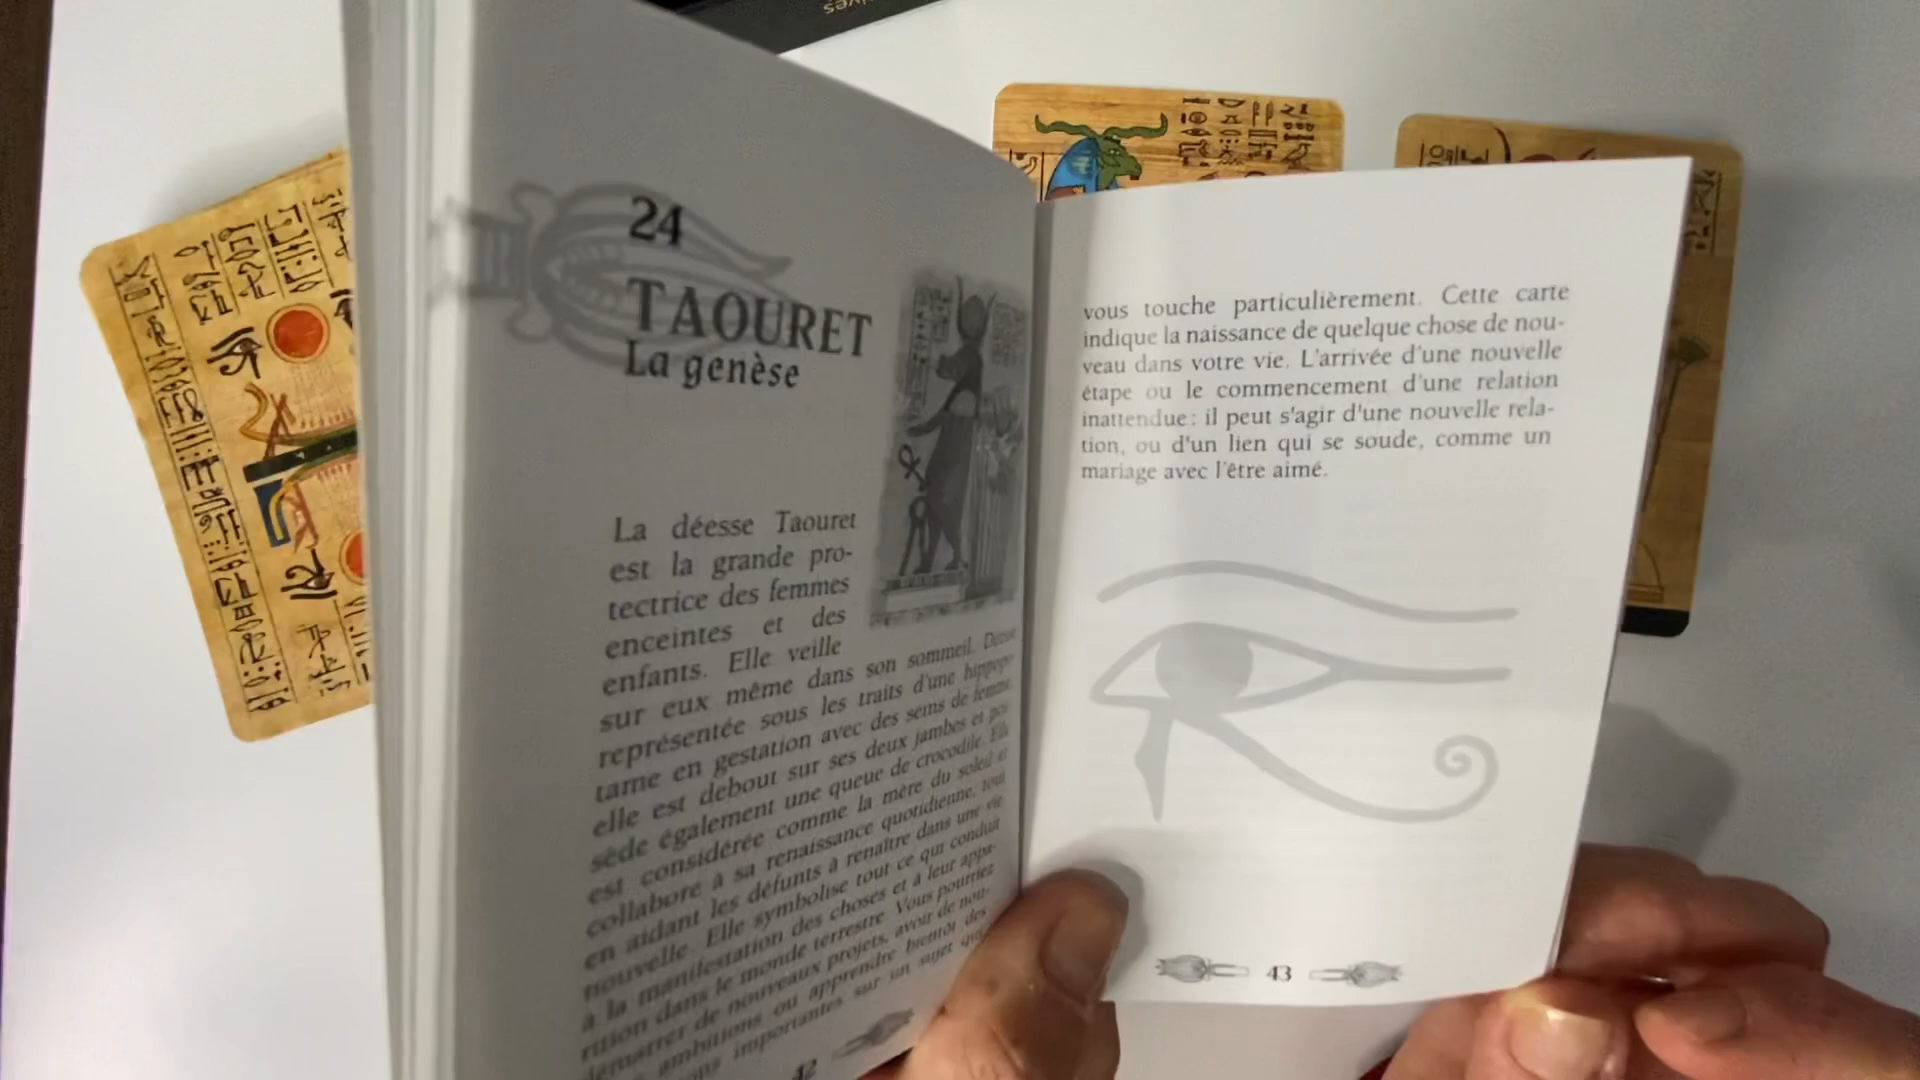 24
TAOURET
La genèse
La déesse Taouret
est la grande pro-
tectrice des femmes
enceintes et des
enfants. Elle veille
sur eux même dans son sommeil. Déesse
représentée sous les traits d'une hippopo-
tame en gestation avec des seins de femme,
elle est debout sur ses deux jambes et pos-
sède également une queue de crocodile. Elle
est considérée comme la mère du soleil et
collabore à sa renaissance quotidienne, tout
en aidant les défunts à renaître dans une vie
nouvelle. Elle symbolise tout ce qui conduit
à la manifestation des choses et à leur appa-
rition dans le monde terrestre. Vous pourriez
démarrer de nouveaux projets, avoir de nou-
ambitions ou apprendre bientôt des
importantes sur un sujet qui
42
vous touche particulièrement. Cette carte
indique la naissance de quelque chose de nou-
veau dans votre vie. L'arrivée d'une nouvelle
étape ou le commencement d'une relation
inattendue : il peut s'agir d'une nouvelle rela-
tion, ou d'un lien qui se soude, comme un
mariage avec l'être aimé.
43